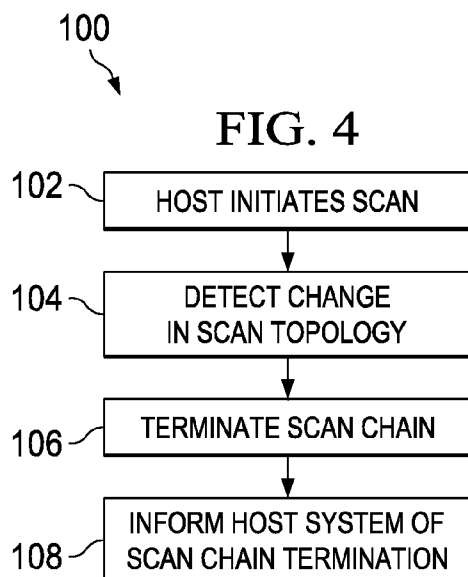 100
FIG. 4
102
HOST INITIATES SCAN
104
DETECT CHANGE
IN SCAN TOPOLOGY
106
TERMINATE SCAN CHAIN
108
INFORM HOST SYSTEM OF
SCAN CHAIN TERMINATION